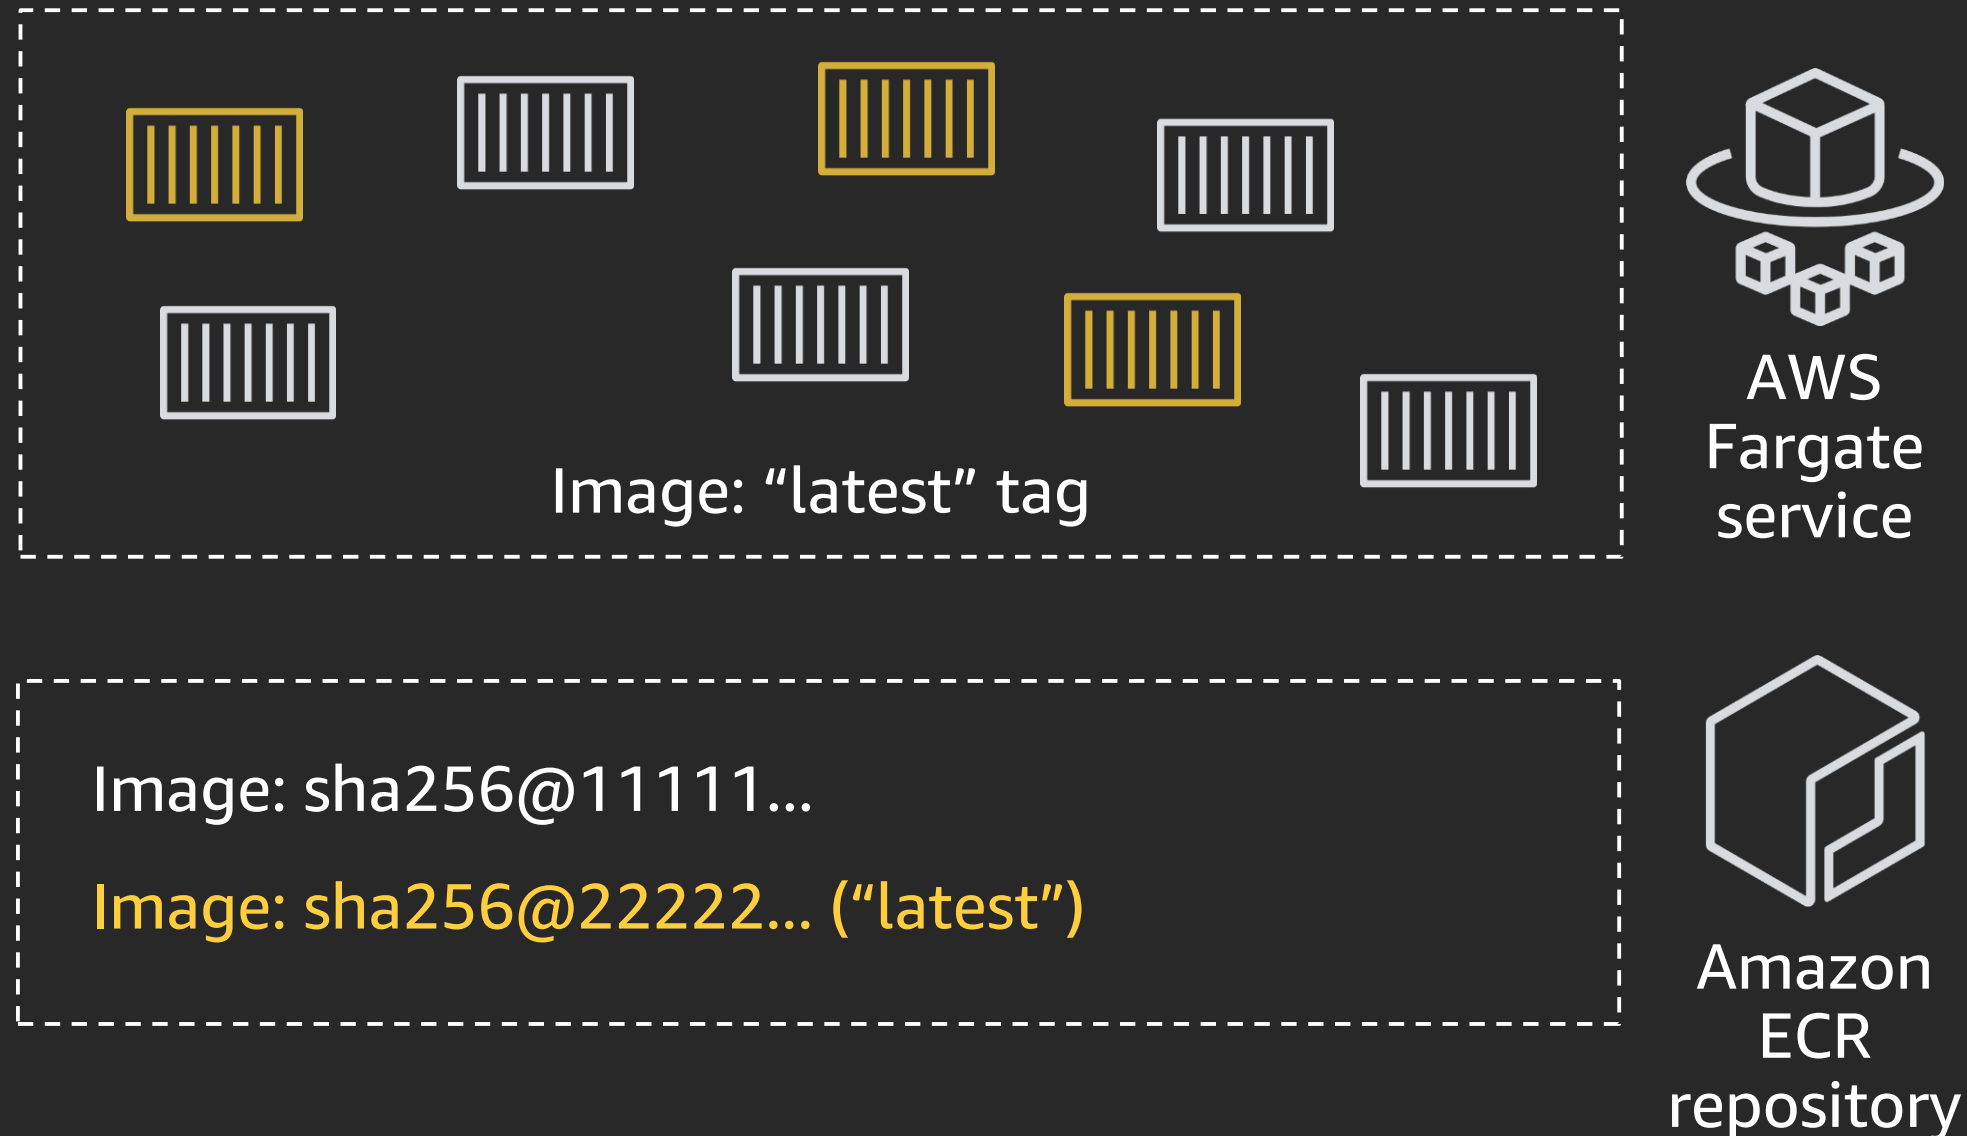 Image: “latest” tag
AWS
Fargate
service
Image: sha256@11111...
Image: sha256@22222... (“latest”)
Amazon
ECR
repository